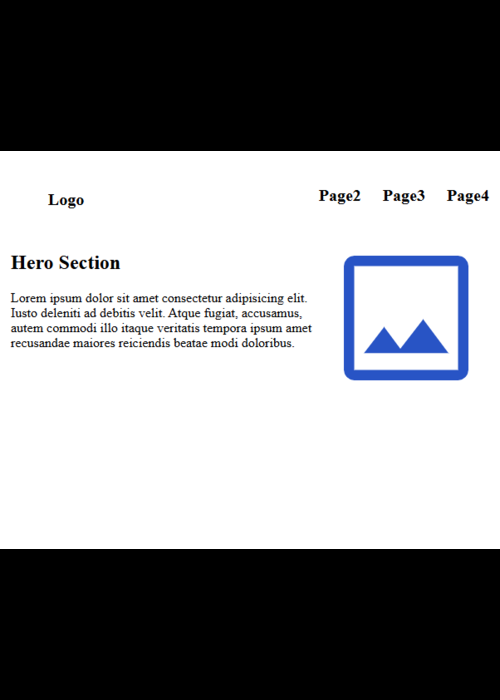 Logo
Page2 Page3 Page4
Hero Section
Lorem ipsum dolor sit amet consectetur adipisicing elit.
Iusto deleniti ad debitis velit. Atque fugiat, accusamus,
autem commodi illo itaque veritatis tempora ipsum amet
recusandae maiores reiciendis beatae modi doloribus.